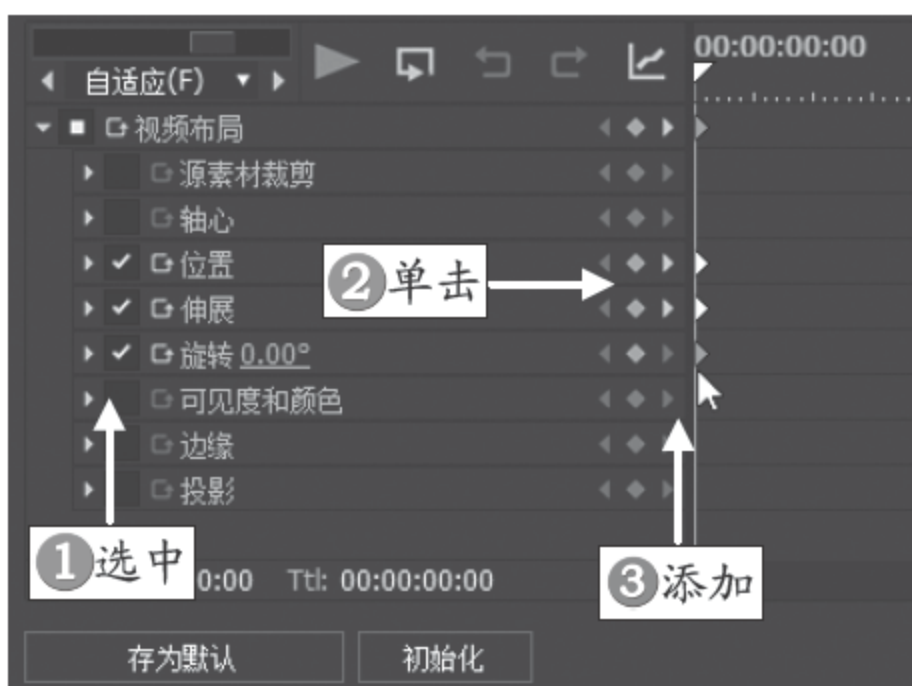 00:00:00:00
自适应(F)
视频布局
源素材裁剪
轴心
位置
2 单击
伸展
旋转 0.00°
可见度和颜色
边缘
投影
1 选中
3 添加
0:00 Ttl: 00:00:00:00
存为默认 初始化